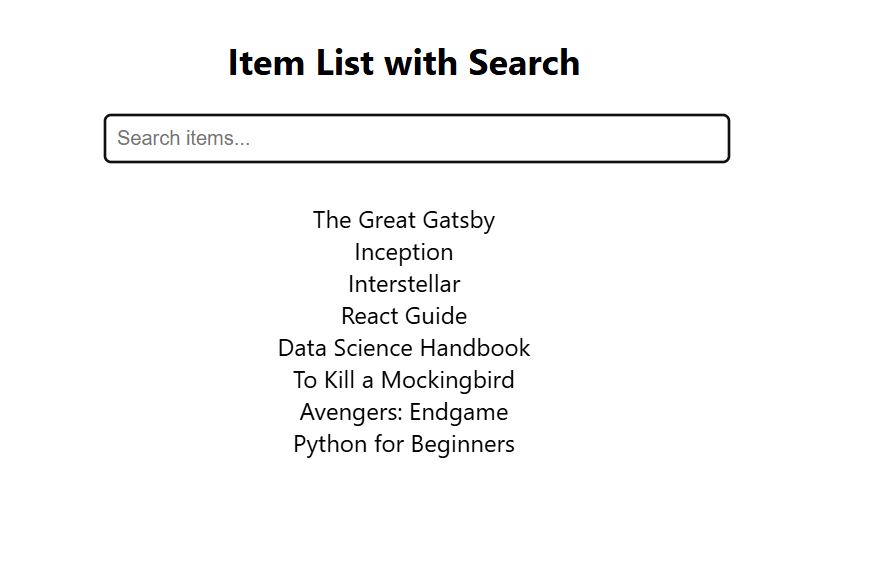 Item List with Search
Search items...
The Great Gatsby
Inception
Interstellar
React Guide
Data Science Handbook
To Kill a Mockingbird
Avengers: Endgame
Python for Beginners